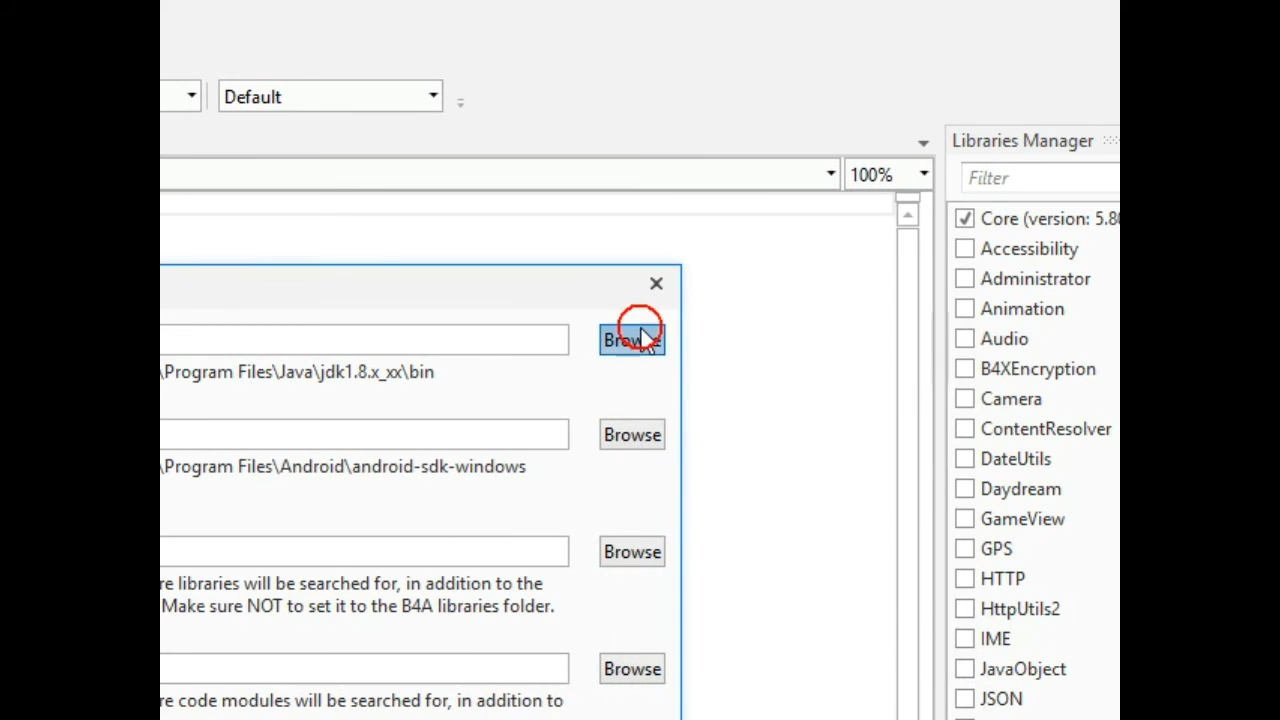 Default
Libraries Manager
100%
Filter
Core (version: 5.80
Accessibility
Administrator
Animation
Browse
Audio
\Program Files\Java\jdk1.8.x_xx\bin
B4XEncryption
Camera
Browse
ContentResolver
\Program Files\Android\android-sdk-windows
DateUtils
Daydream
GameView
Browse
GPS
re libraries will be searched for, in addition to the
HTTP
Make sure NOT to set it to the B4A libraries folder.
HttpUtils2
IME
Browse
JavaObject
re code modules will be searched for, in addition to
JSON